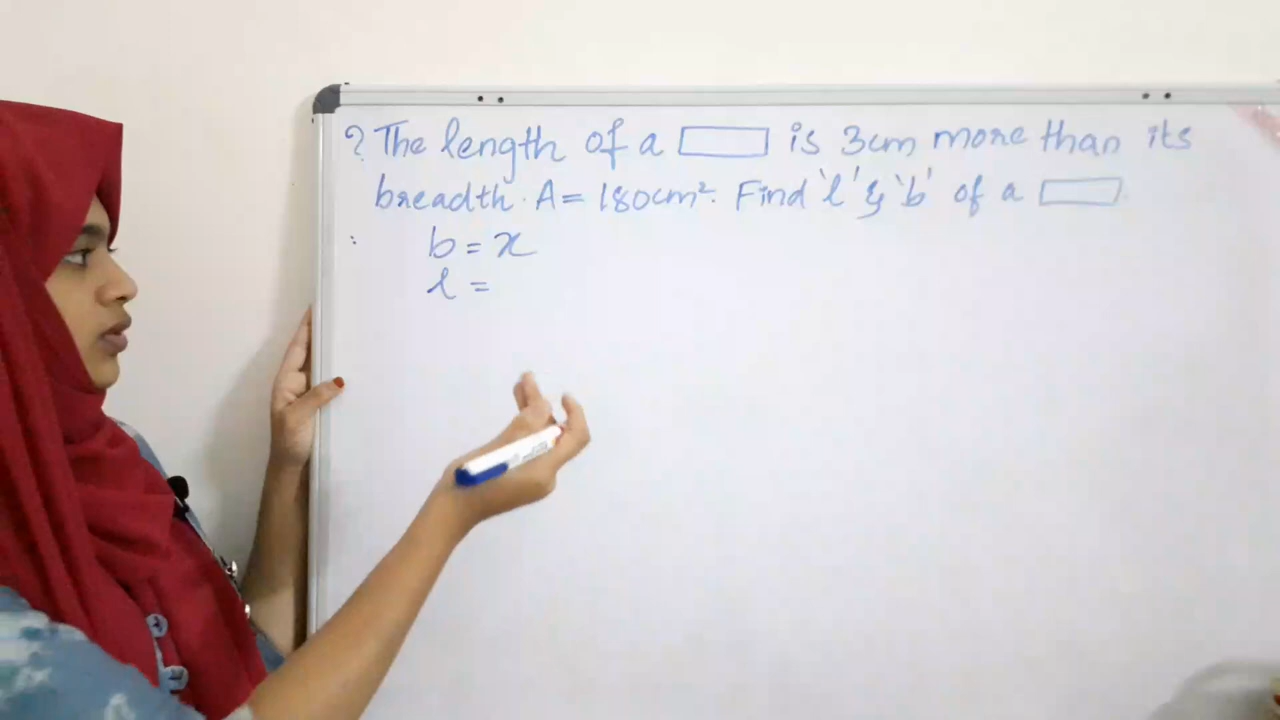 ? The length of a ▭ is 3cm more than its
breadth. A = 180cm². Find 'l' & 'b' of a ▭.
: b = x
l =